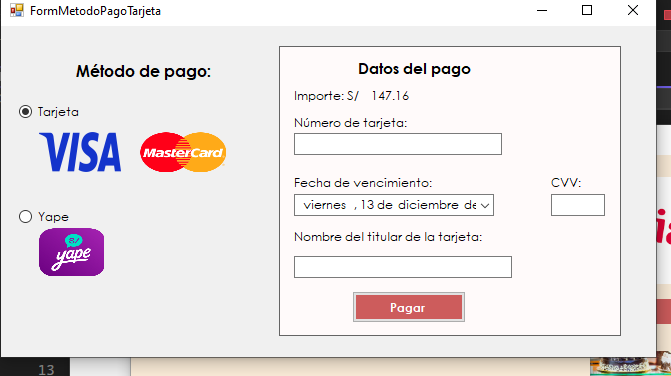 FormMetodoPagoTarjeta
Método de pago:
Tarjeta
VISA
MasterCard
Yape
S/
yape
Datos del pago
Importe: S/ 147.16
Número de tarjeta:
Fecha de vencimiento:
CVV:
viernes , 13 de diciembre de
Nombre del titular de la tarjeta:
Pagar
13